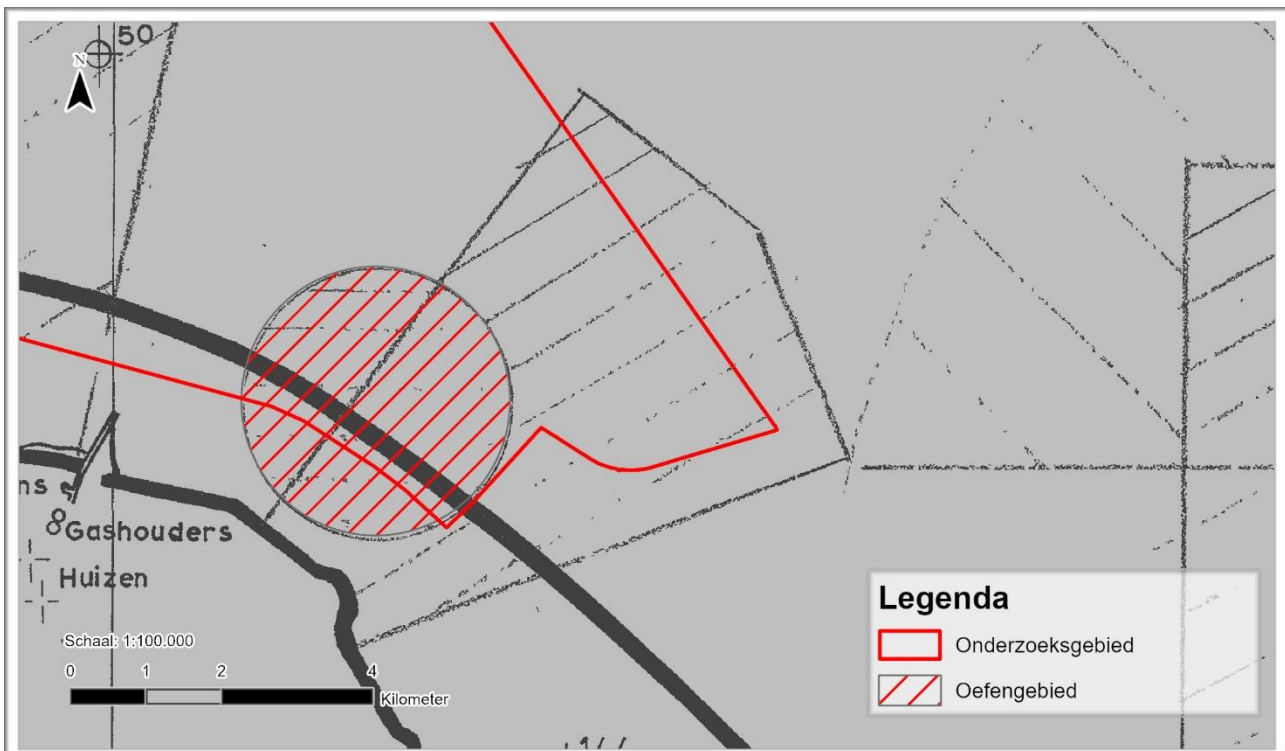 50
N
ns
Gashouders
Huizen
Schaal: 1:100.000
0 1 2 4
Kilometer
Legenda
Onderzoeksgebied
Oefengebied